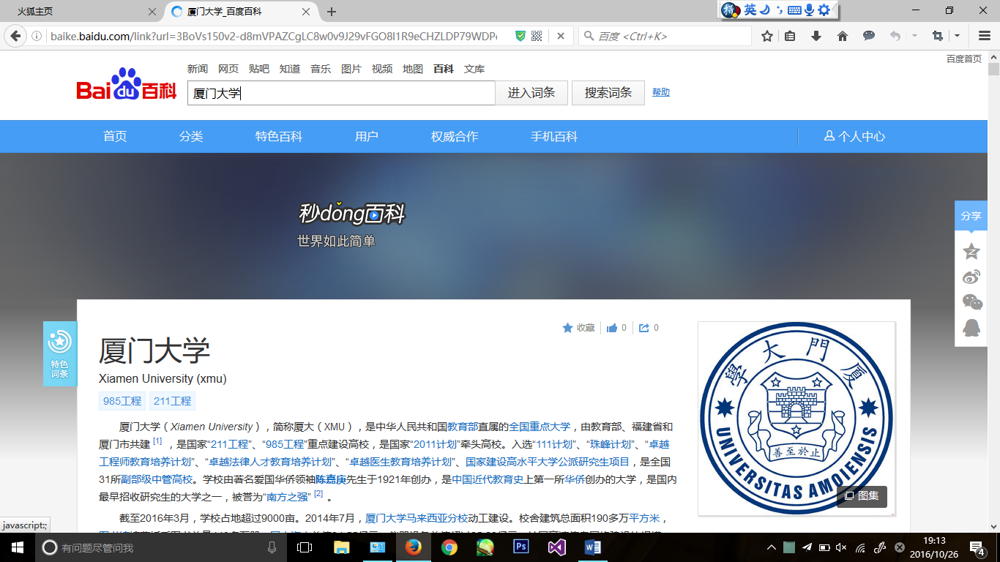 火狐主页
厦门大学_百度百科
英
baike.baidu.com/link?url=3BoVs150v2-d8mVPAZCgLC8w0v9J29vFGO8l1R9eCHZLDP79WDP
百度 <Ctrl+K>
百度首页
新闻 网页 贴吧 知道 音乐 图片 视频 地图 百科 文库
Bai du 百科
厦门大学
进入词条
搜索词条
帮助
首页 分类 特色百科 用户 权威合作 手机百科 个人中心
秒dǒng百科
世界如此简单
分享
收藏 0 0
特色
词条
厦门大学
Xiamen University (xmu)
985工程 211工程
厦门大学（Xiamen University），简称厦大（XMU），是中华人民共和国教育部直属的全国重点大学，由教育部、福建省和
厦门市共建 [1] ，是国家“211工程”、“985工程”重点建设高校，是国家“2011计划”牵头高校。入选“111计划”、“珠峰计划”、“卓越
工程师教育培养计划”、“卓越法律人才教育培养计划”、“卓越医生教育培养计划”、国家建设高水平大学公派研究生项目，是全国
31所副部级中管高校。学校由著名爱国华侨领袖陈嘉庚先生于1921年创办，是中国近代教育史上第一所华侨创办的大学，是国内
最早招收研究生的大学之一，被誉为“南方之强” [2] 。
截至2016年3月，学校占地超过9000亩。2014年7月，厦门大学马来西亚分校动工建设。校舍建筑总面积190多万平方米，
學大門厦
善至於止
UNIVERSITAS AMOIENSIS
图集
javascript:;
有问题尽管问我
Ps
19:13
2016/10/26
4